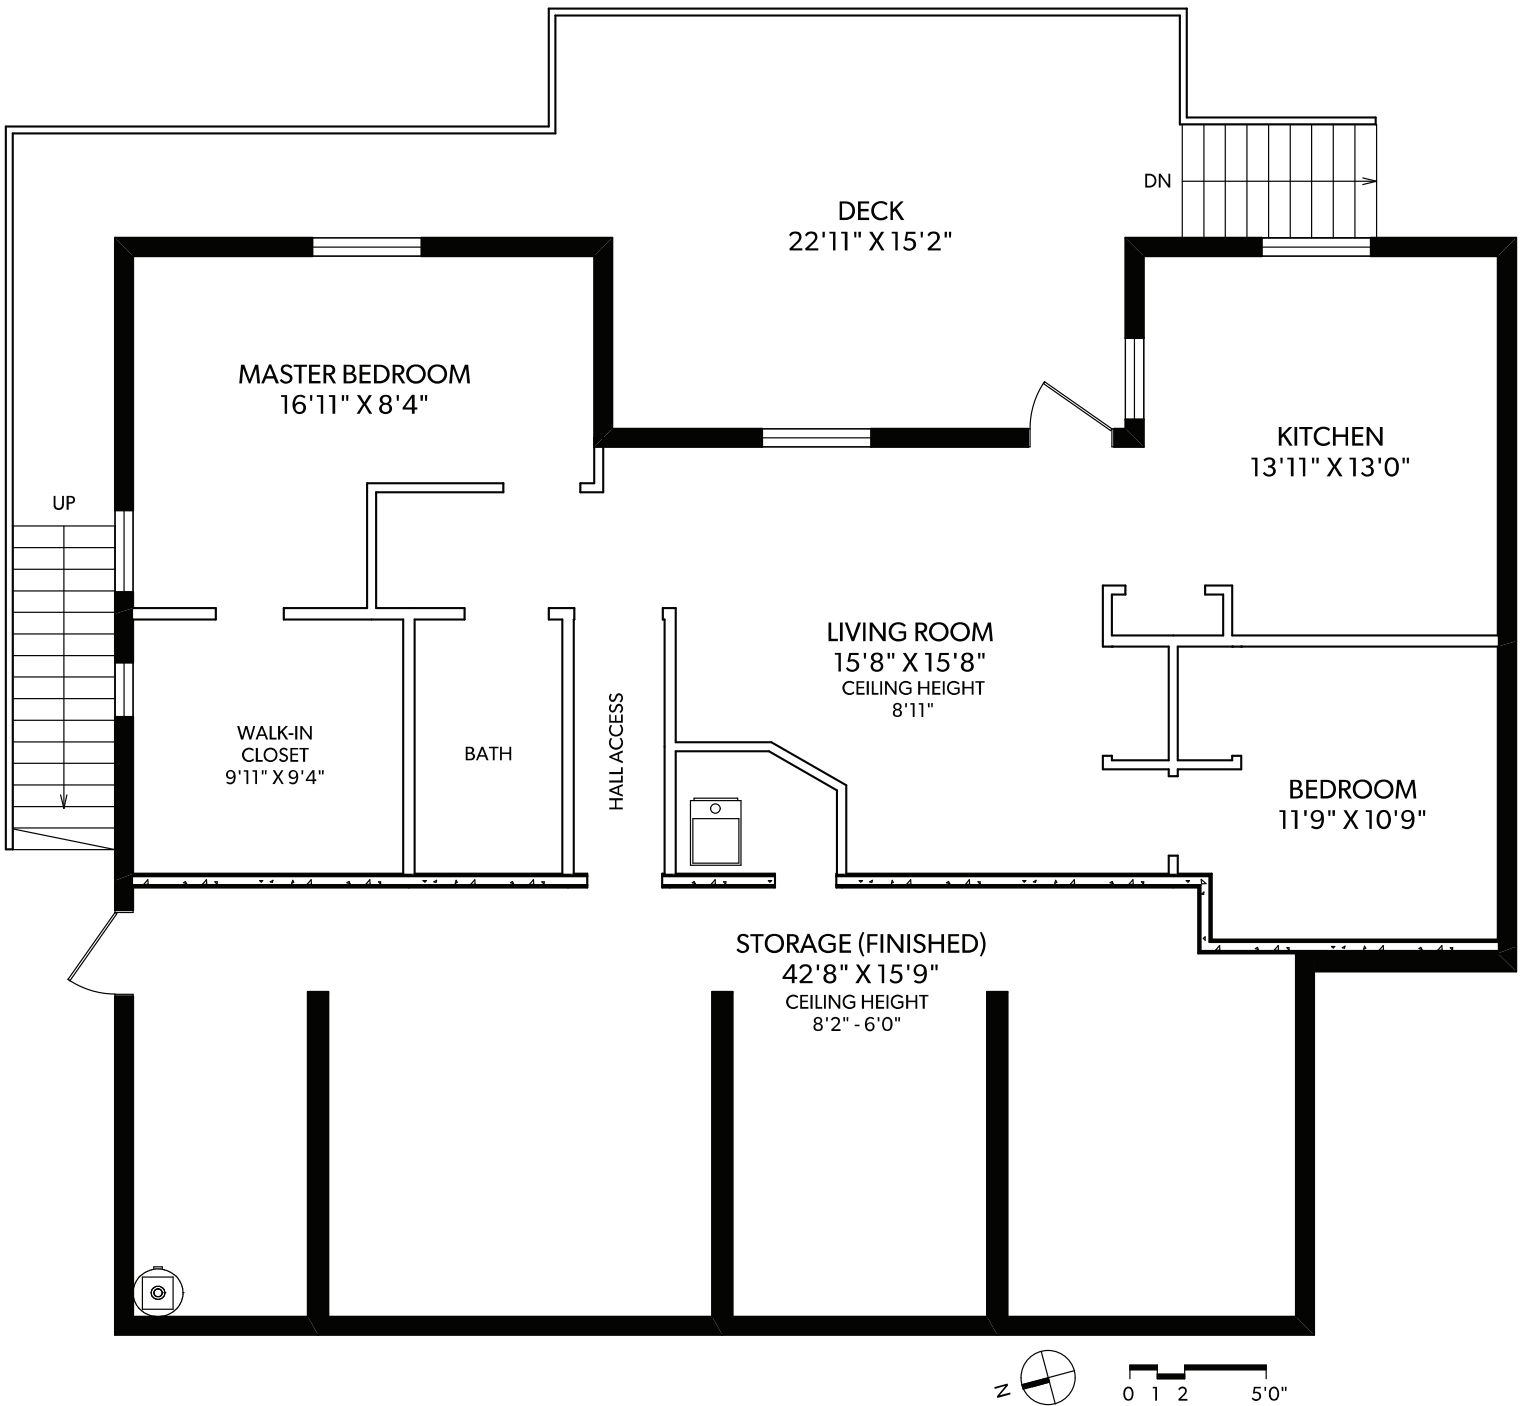 DN
DECK
22'11" X 15'2"
MASTER BEDROOM
16'11" X 8'4"
KITCHEN
13'11" X 13'0"
UP
LIVING ROOM
15'8" X 15'8"
CEILING HEIGHT
8'11"
WALK-IN
CLOSET
9'11" X 9'4"
BATH
HALL ACCESS
BEDROOM
11'9" X 10'9"
STORAGE (FINISHED)
42'8" X 15'9"
CEILING HEIGHT
8'2" - 6'0"
N
0 1 2 5'0"